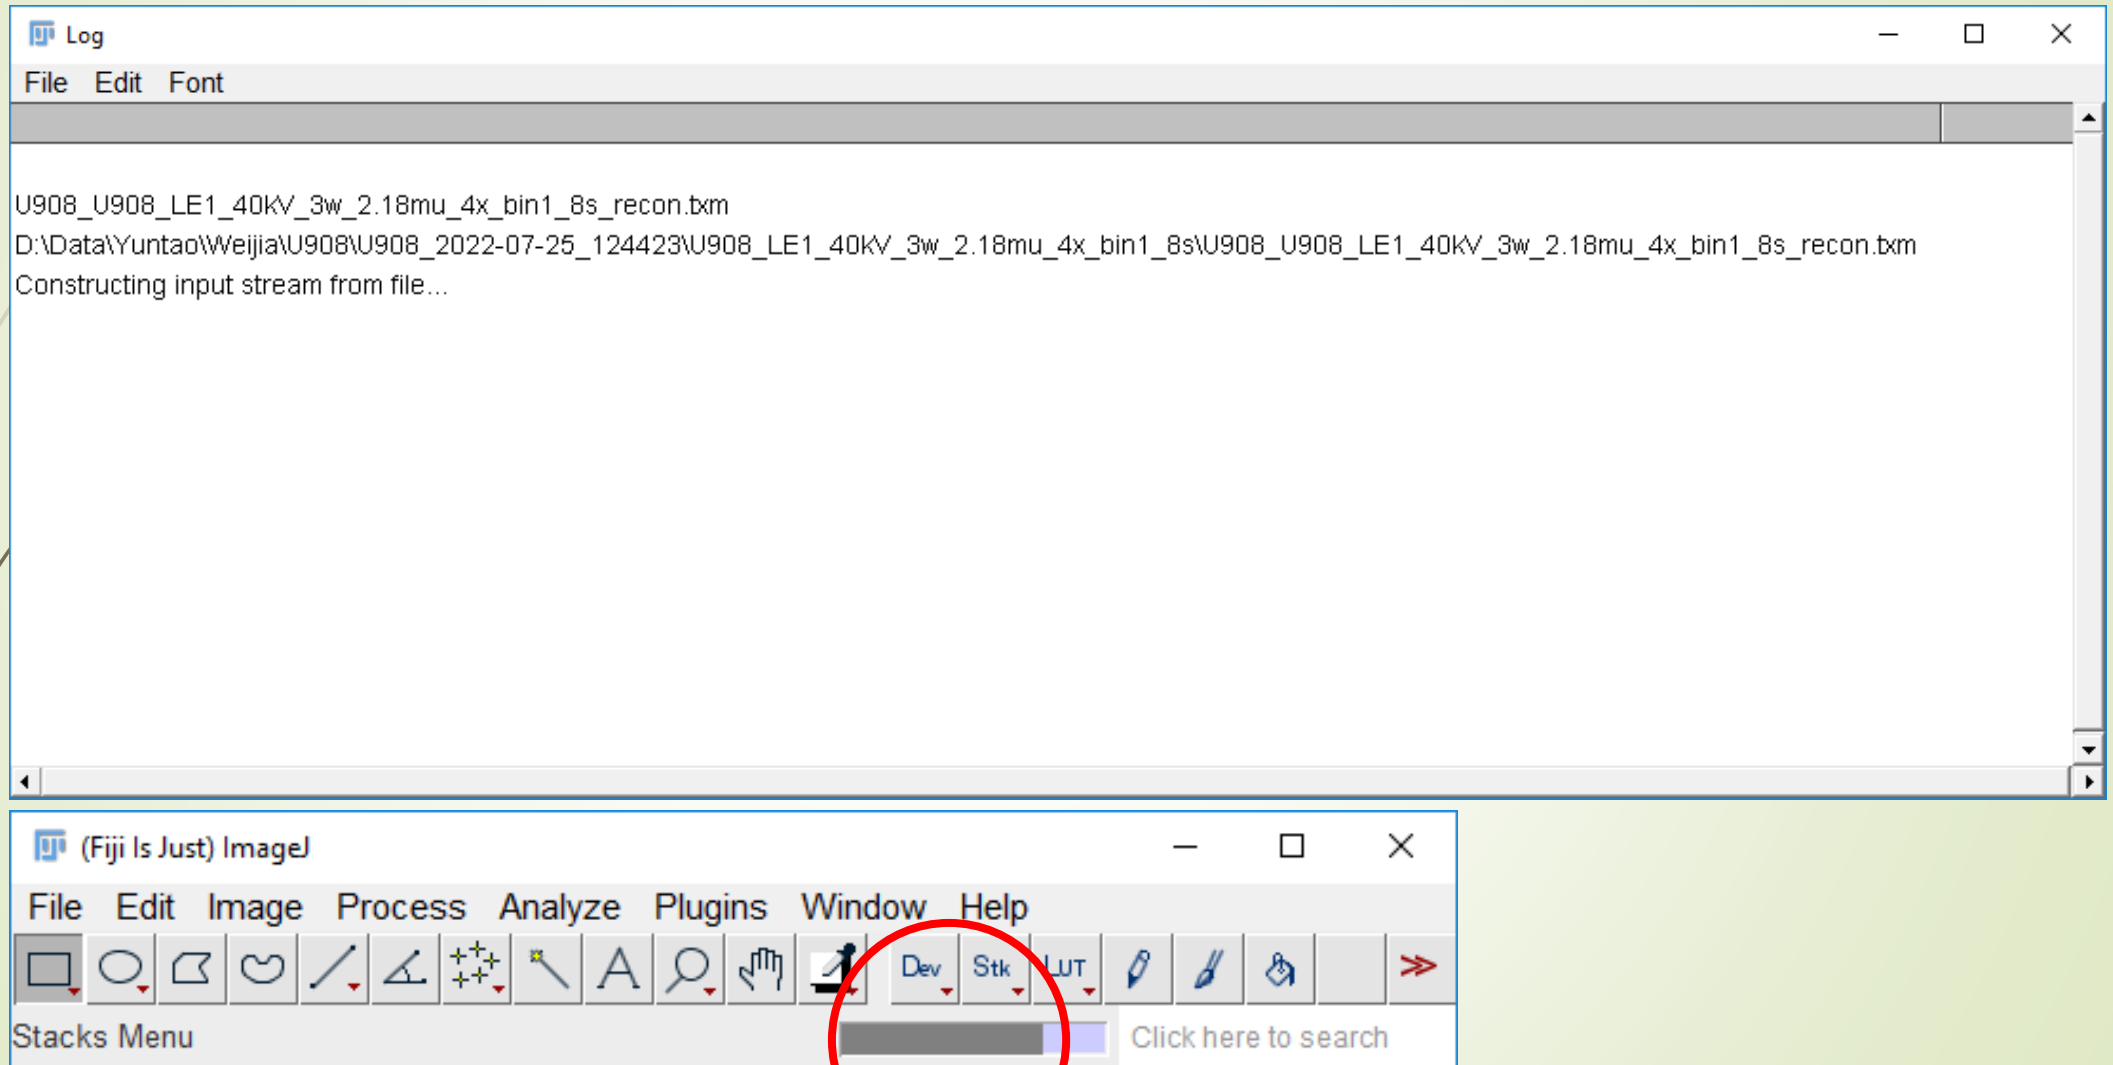 Log
File Edit Font
U908_U908_LE1_40kV_3w_2.18mu_4x_bin1_8s_recon.txm
D:\Data\Yuntao\Weijia\U908\U908_2022-07-25_124423\U908_LE1_40kV_3w_2.18mu_4x_bin1_8s\U908_U908_LE1_40kV_3w_2.18mu_4x_bin1_8s_recon.txm
Constructing input stream from file...
(Fiji Is Just) ImageJ
File Edit Image Process Analyze Plugins Window Help
A Dev Stk LUT
Stacks Menu Click here to search